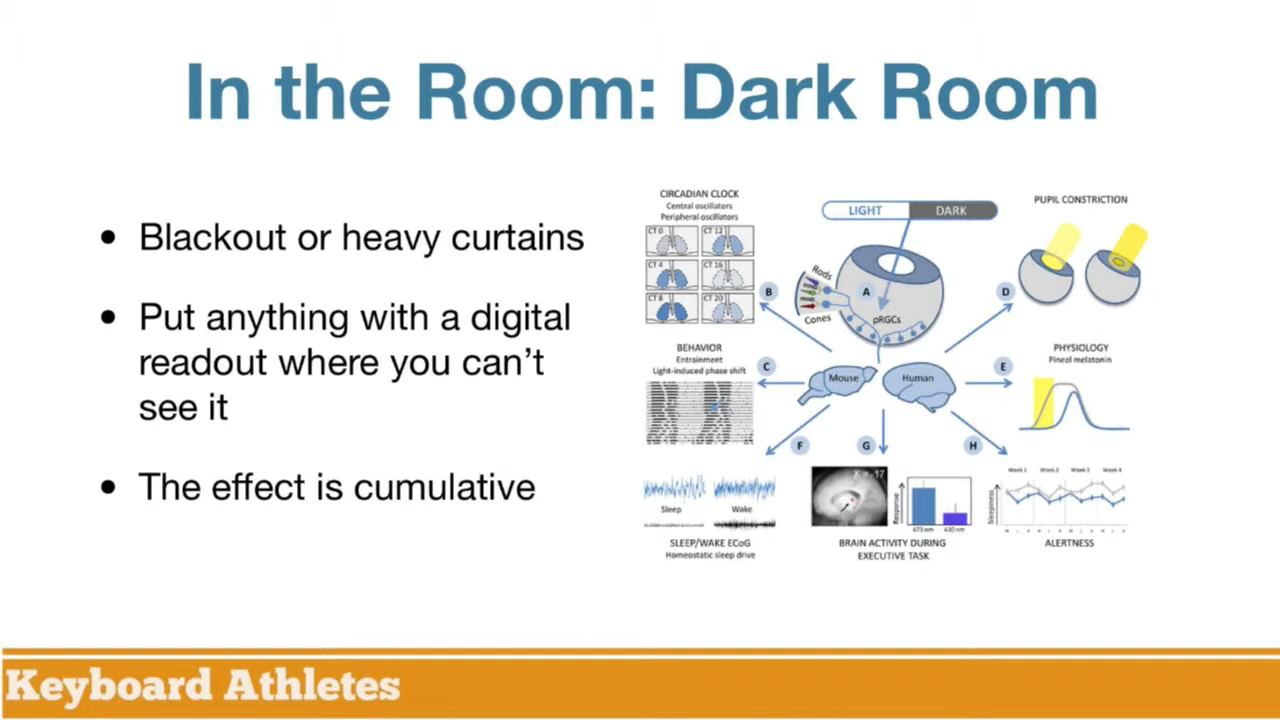 In the Room: Dark Room
• Blackout or heavy curtains
• Put anything with a digital
readout where you can't
see it
• The effect is cumulative
CIRCADIAN CLOCK
Central oscillators
Peripheral oscillators
CT 0
CT 12
CT 4
CT 16
CT 8
CT 20
B
LIGHT
DARK
Rods
Cones
A
pRGCs
PUPIL CONSTRICTION
D
BEHAVIOR
Entrainment
Light-induced phase shift
C
Mouse
Human
E
PHYSIOLOGY
Pineal melatonin
F
G
H
Sleep
Wake
SLEEP/WAKE ECoG
Homeostatic sleep drive
X = -17
Response
473 nm
430 nm
BRAIN ACTIVITY DURING
EXECUTIVE TASK
Week 1
Week 2
Week 3
Week 4
Sleepiness
ALERTNESS
Keyboard Athletes